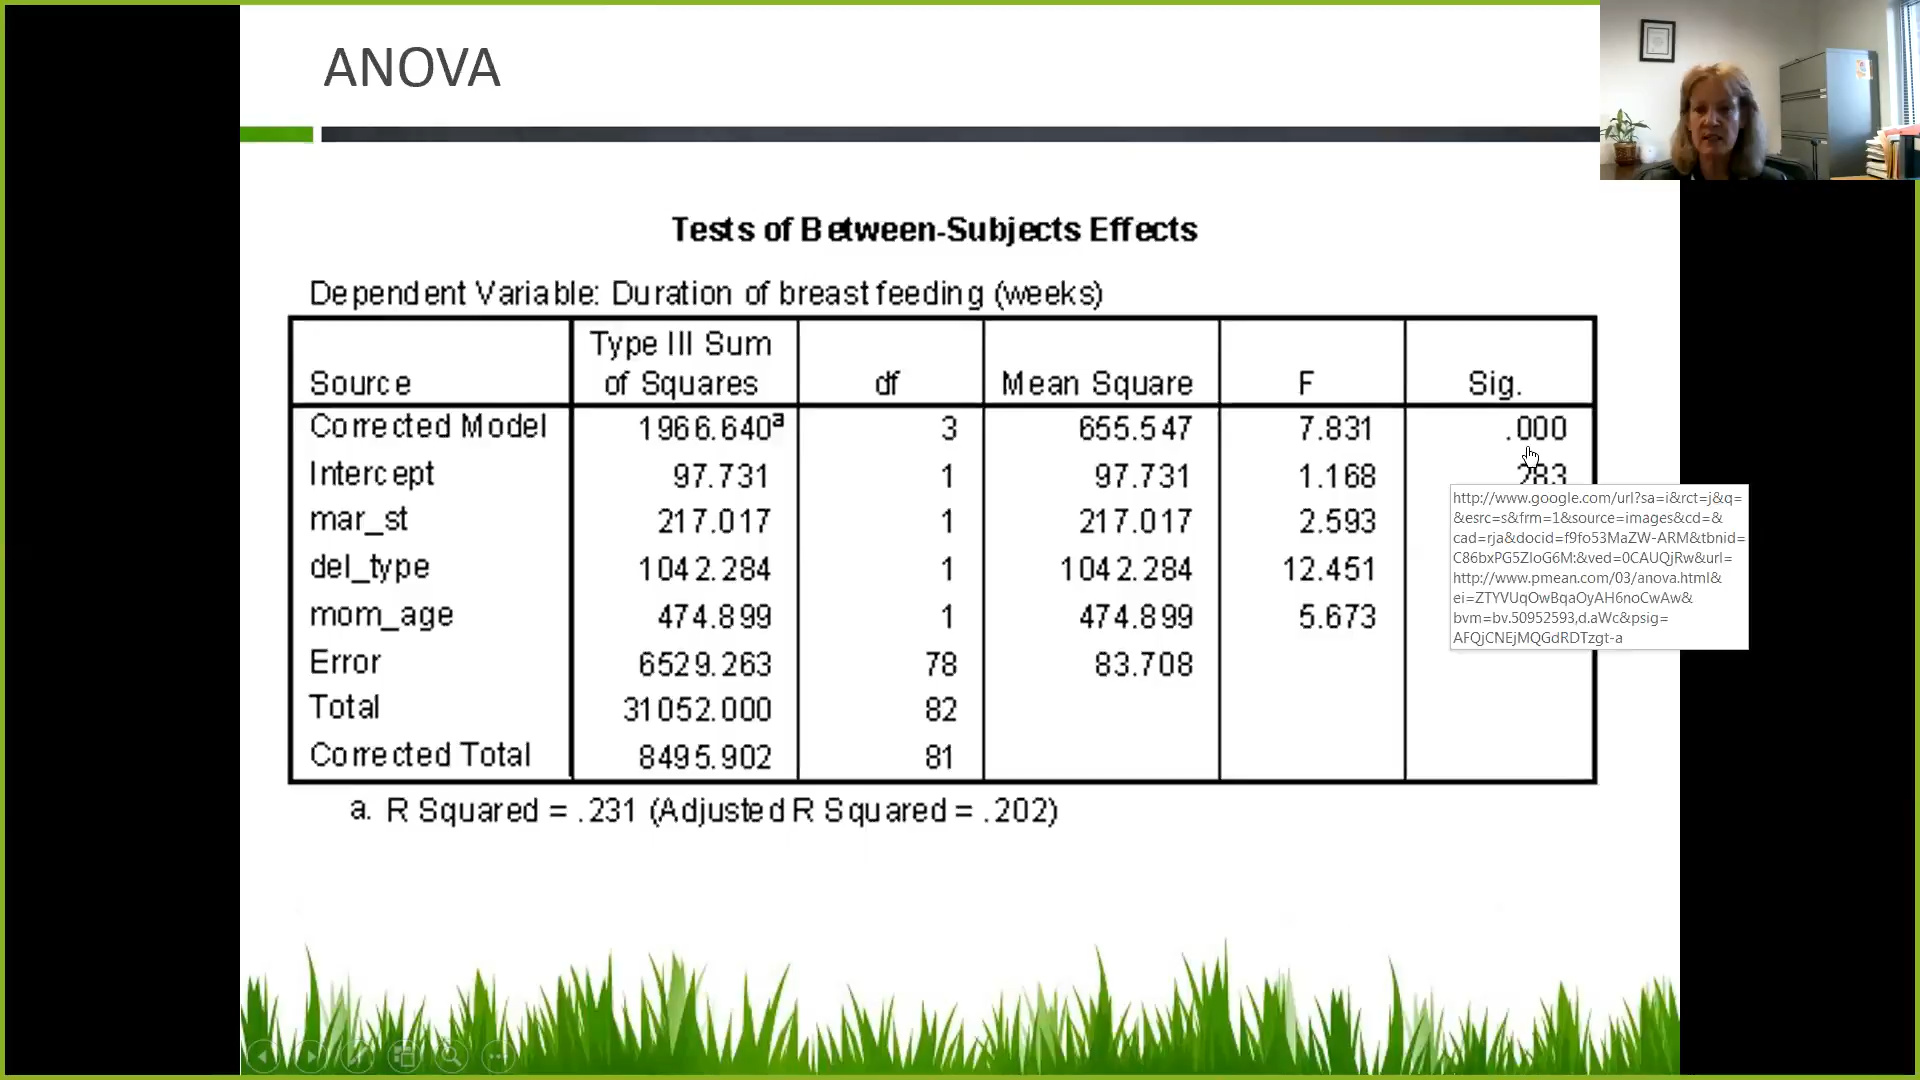 ANOVA
Tests of Between-Subjects Effects
Dependent Variable: Duration of breast feeding (weeks)
Source Type III Sum of Squares df Mean Square F Sig.
Corrected Model 1966.640a 3 655.547 7.831 .000
Intercept 97.731 1 97.731 1.168 .283
mar_st 217.017 1 217.017 2.593
del_type 1042.284 1 1042.284 12.451
mom_age 474.899 1 474.899 5.673
Error 6529.263 78 83.708
Total 31052.000 82
Corrected Total 8495.902 81
a. R Squared = .231 (Adjusted R Squared = .202)
http://www.google.com/url?sa=i&rct=j&q=
&esrc=s&frm=1&source=images&cd=&
cad=rja&docid=f9fo53MaZW-ARM&tbnid=
C86bxPG5ZIoG6M:&ved=0CAUQjRw&url=
http://www.pmean.com/03/anova.html&
ei=ZTYVUqOwBqaOyAH6noCwAw&
bvm=bv.50952593,d.aWc&psig=
AFQjCNEjMQGdRDTzgt-a